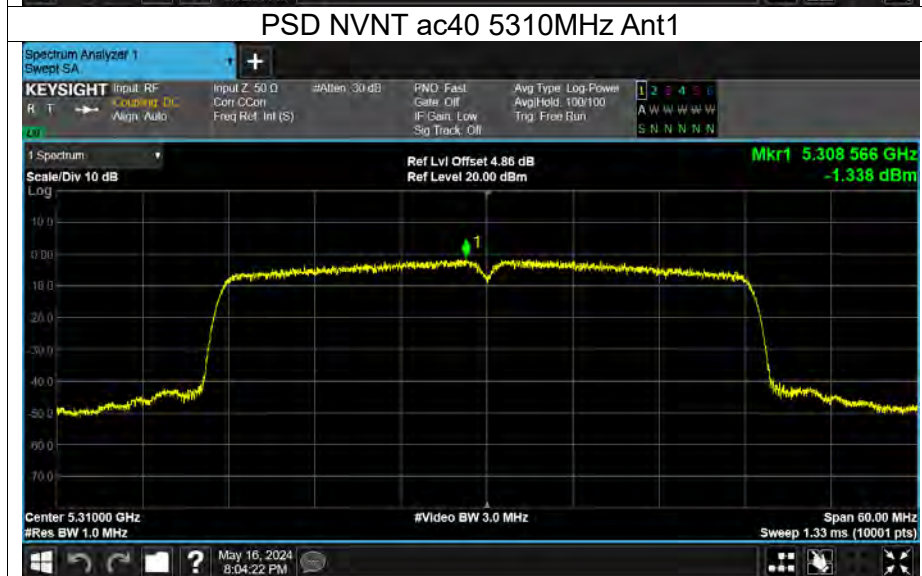 PSD NVNT ac40 5310MHz Ant1
Spectrum Analyzer 1
Swept SA
+
KEYSIGHT Input: RF Input Z: 50 Ω #Atten: 30 dB PNO: Fast Avg Type: Log-Power 1 2 3 4 5 6
R T Coupling: DC Corr CCorr Gate: Off Avg|Hold: 100/100 A W W W W W
Align: Auto Freq Ref: Int (S) IF Gain: Low Trig: Free Run
Sig Track: Off S N N N N N
1 Spectrum
Ref Lvl Offset 4.86 dB Mkr1 5.308 566 GHz
Scale/Div 10 dB Ref Level 20.00 dBm -1.338 dBm
Log
10.0
0.00
-10.0
-20.0
-30.0
-40.0
-50.0
-60.0
-70.0
1
Center 5.31000 GHz #Video BW 3.0 MHz Span 60.00 MHz
#Res BW 1.0 MHz Sweep 1.33 ms (10001 pts)
? May 16, 2024
8:04:22 PM